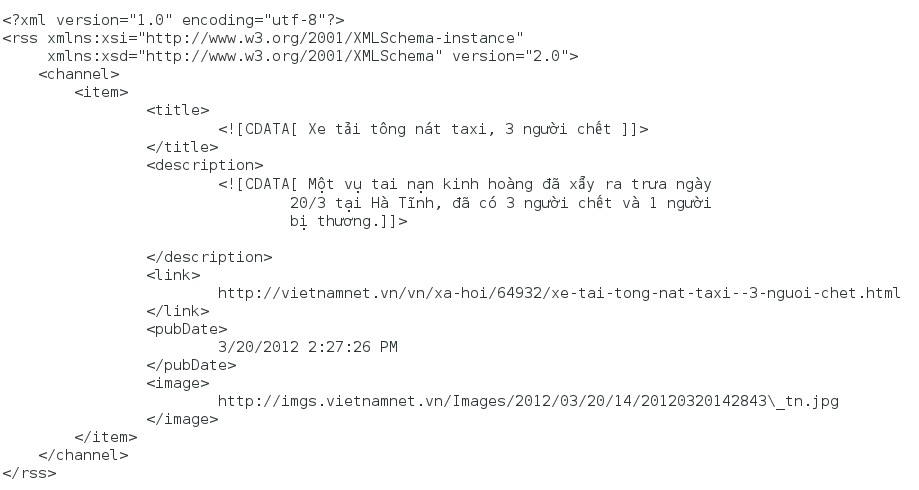 <?xml version="1.0" encoding="utf-8"?>
<rss xmlns:xsi="http://www.w3.org/2001/XMLSchema-instance"
xmlns:xsd="http://www.w3.org/2001/XMLSchema" version="2.0">
<channel>
<item>
<title>
<![CDATA[ Xe tải tông nát taxi, 3 người chết ]]>
</title>
<description>
<![CDATA[ Một vụ tai nạn kinh hoàng đã xẩy ra trưa ngày
20/3 tại Hà Tĩnh, đã có 3 người chết và 1 người
bị thương.]]>
</description>
<link>
http://vietnamnet.vn/vn/xa-hoi/64932/xe-tai-tong-nat-taxi--3-nguoi-chet.html
</link>
<pubDate>
3/20/2012 2:27:26 PM
</pubDate>
<image>
http://imgs.vietnamnet.vn/Images/2012/03/20/14/20120320142843\_tn.jpg
</image>
</item>
</channel>
</rss>